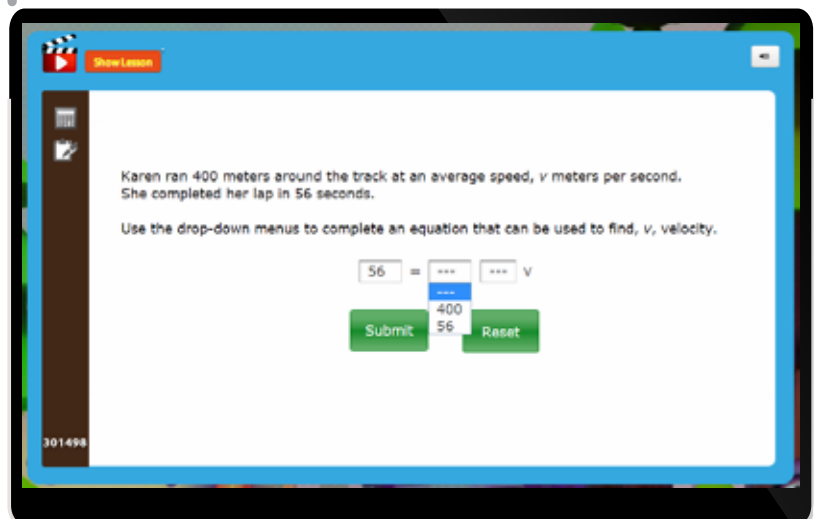 Show Lesson
Karen ran 400 meters around the track at an average speed, v meters per second.
She completed her lap in 56 seconds.
Use the drop-down menus to complete an equation that can be used to find, v, velocity.
56 = --- --- v
---
400
56
Submit Reset
301498